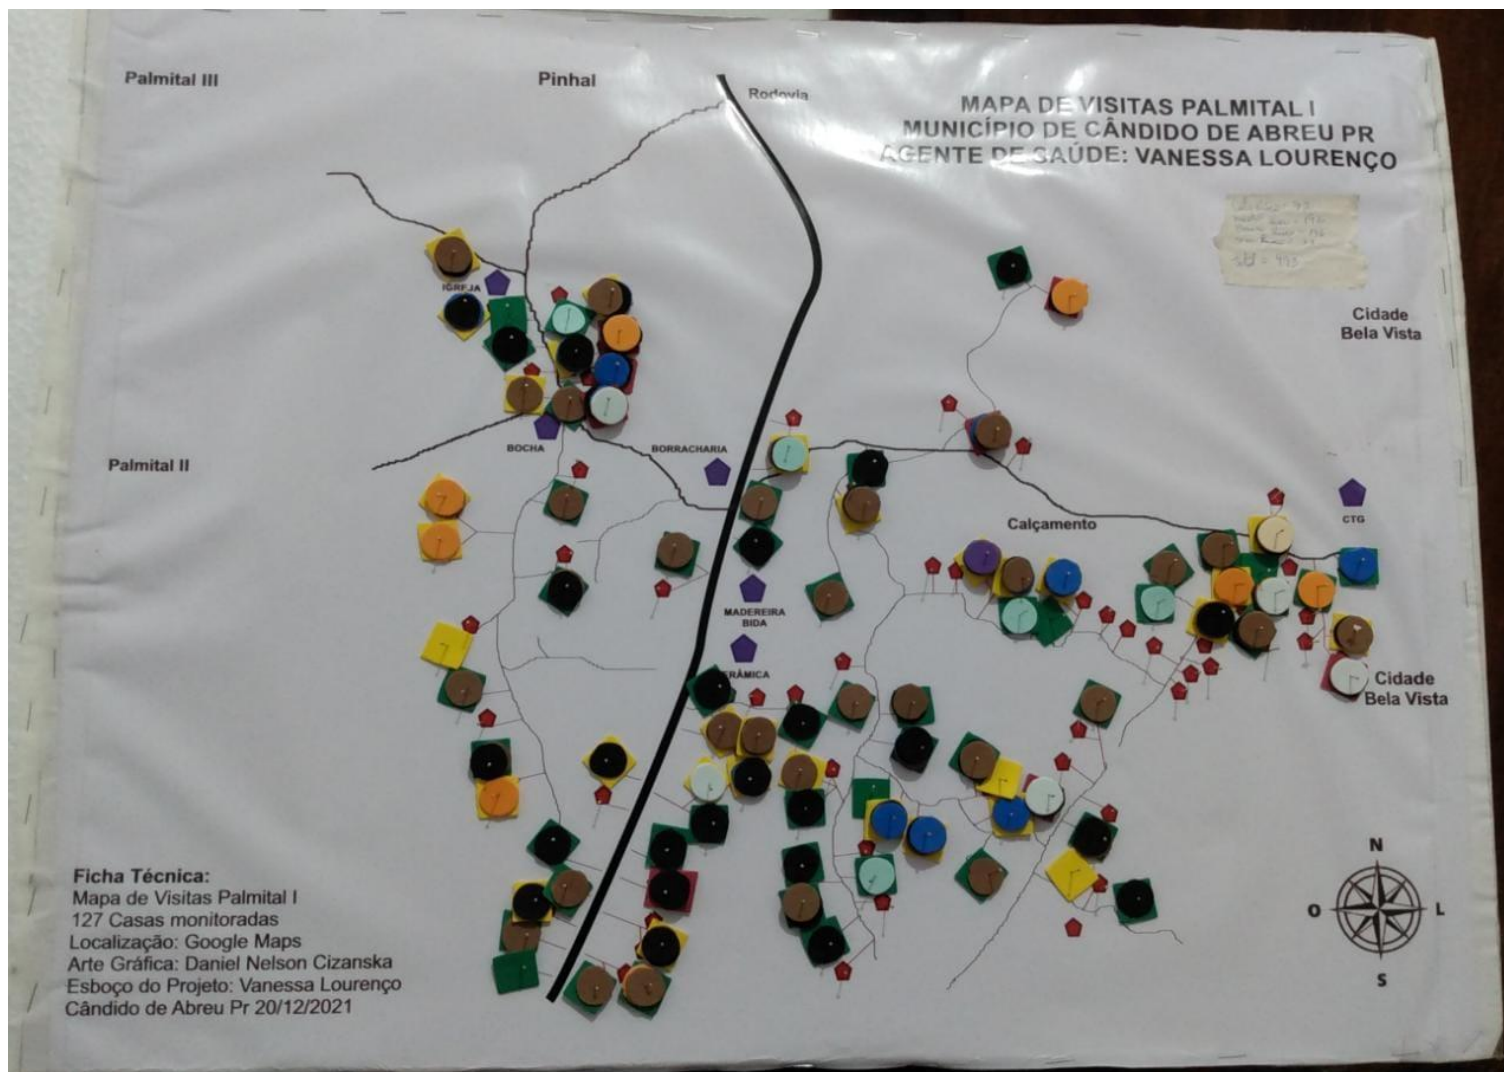 Palmital III
Pinhal
Rodovia
MAPA DE VISITAS PALMITAL I
MUNICÍPIO DE CÂNDIDO DE ABREU PR
AGENTE DE SAÚDE: VANESSA LOURENÇO
IGREJA
Cidade
Bela Vista
Palmital II
BOCHA
BORRACHARIA
Calçamento
CTG
MADEREIRA
BIDA
ERÂMICA
Cidade
Bela Vista
Ficha Técnica:
Mapa de Visitas Palmital I
127 Casas monitoradas
Localização: Google Maps
Arte Gráfica: Daniel Nelson Cizanska
Esboço do Projeto: Vanessa Lourenço
Cândido de Abreu Pr 20/12/2021
N
O
L
S